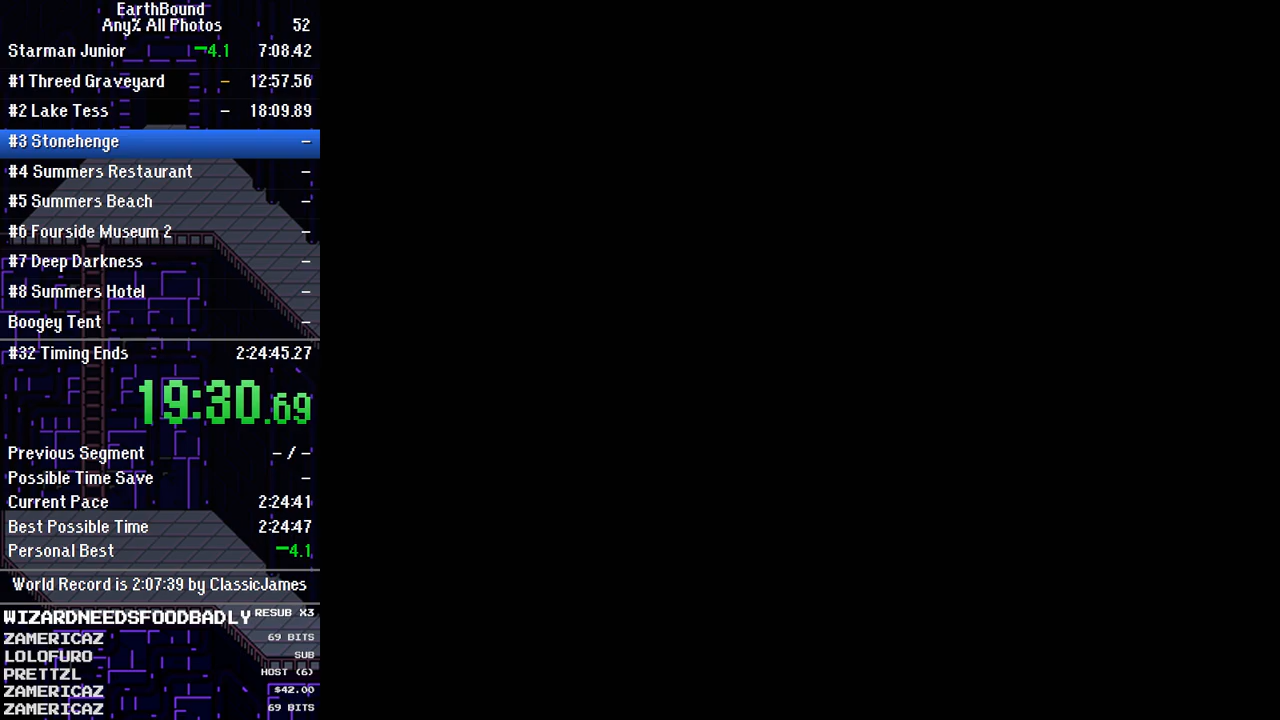 EarthBound
Any% All Photos 52
Starman Junior −4.1 7:08.42
#1 Threed Graveyard – 12:57.56
#2 Lake Tess – 18:09.89
#3 Stonehenge –
#4 Summers Restaurant –
#5 Summers Beach –
#6 Fourside Museum 2 –
#7 Deep Darkness –
#8 Summers Hotel –
Boogey Tent –
#32 Timing Ends 2:24:45.27
19:30.69
Previous Segment – / –
Possible Time Save –
Current Pace 2:24:41
Best Possible Time 2:24:47
Personal Best −4.1
World Record is 2:07:39 by ClassicJames
WIZARDNEEDSFOODBADLY RESUB X3
ZAMERICAZ 69 BITS
LOLOFURO SUB
PRETTZL HOST (6)
ZAMERICAZ $42.00
ZAMERICAZ 69 BITS